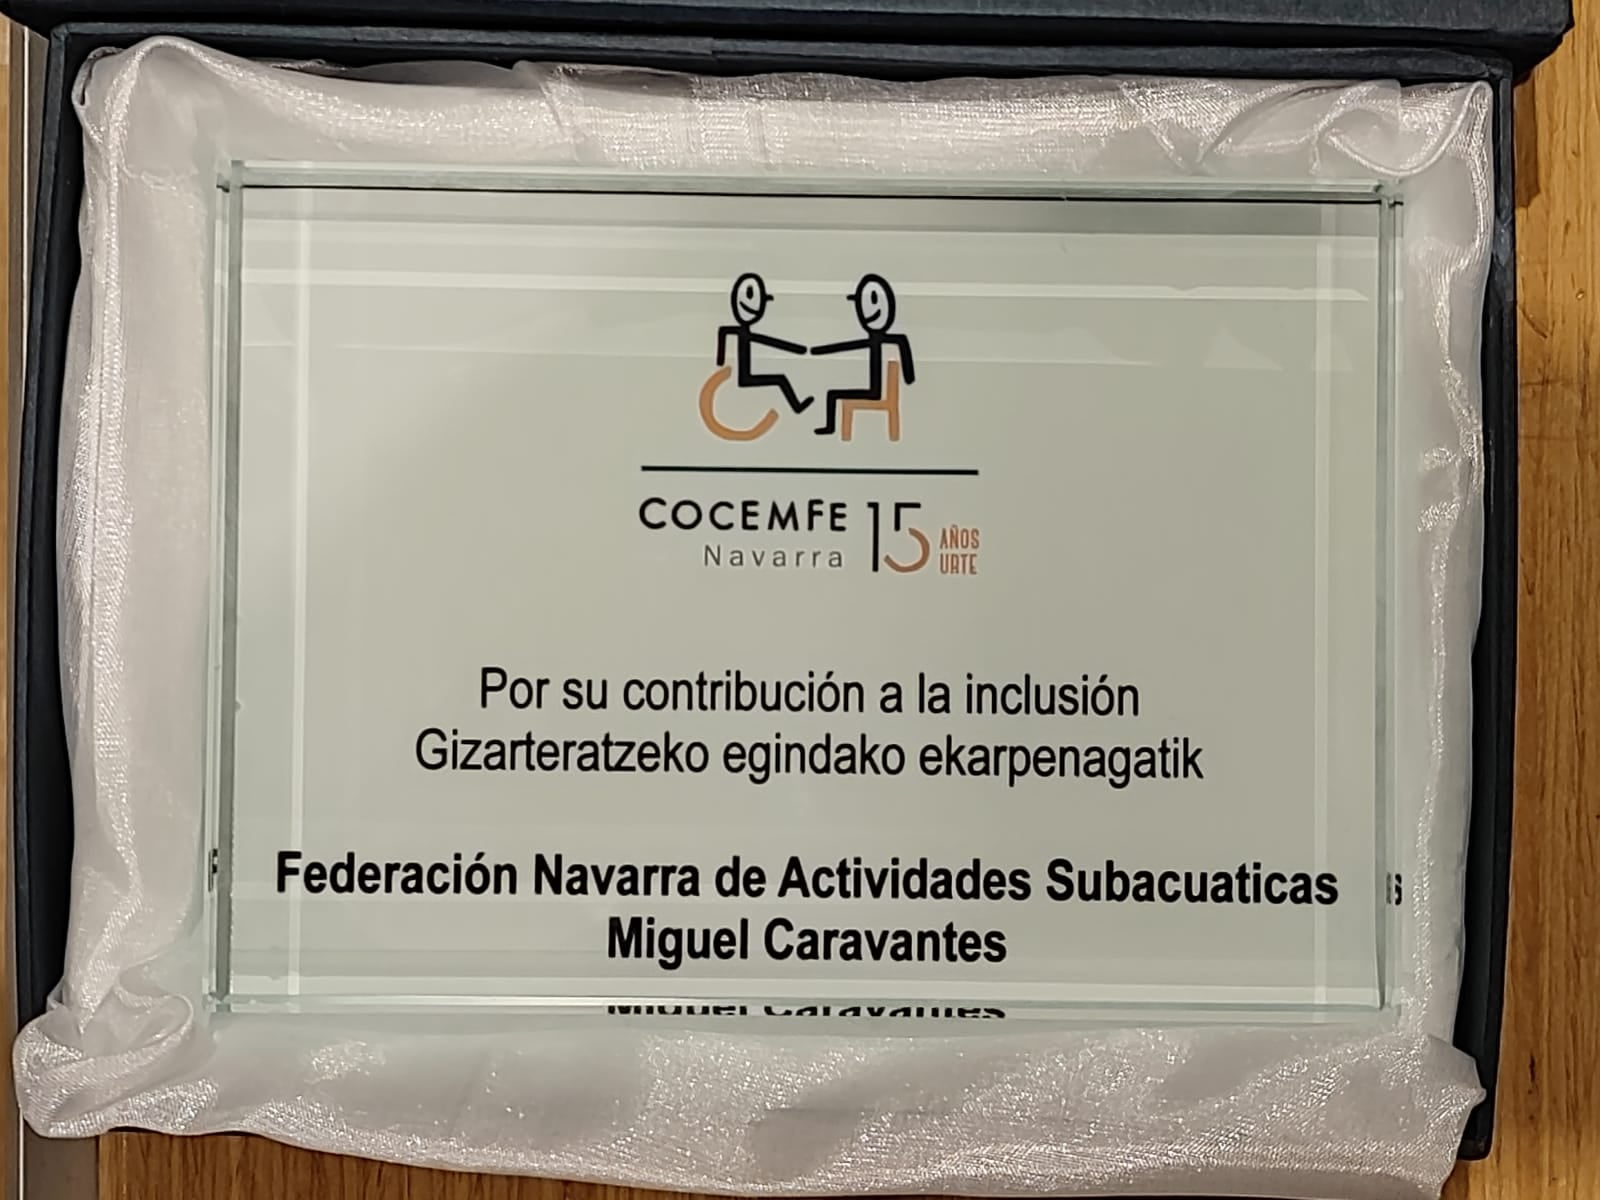 COCEMFE 15 AÑOS
Navarra URTE
Por su contribución a la inclusión
Gizarteratzeko egindako ekarpenagatik
Federación Navarra de Actividades Subacuaticas
Miguel Caravantes